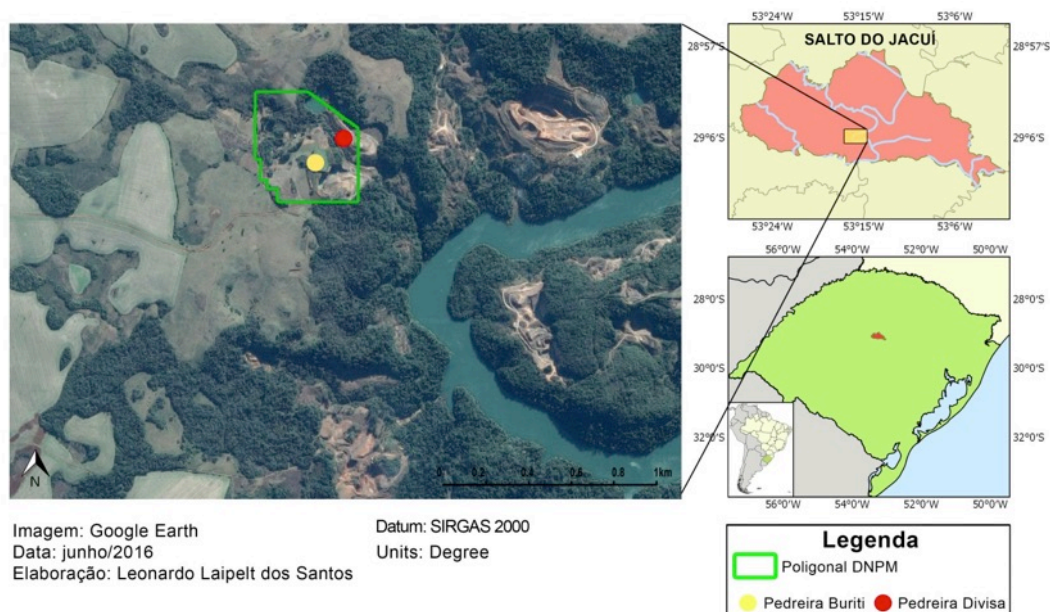 53°24'W 53°15'W 53°6'W
28°57'S SALTO DO JACUÍ 28°57'S
29°6'S 29°6'S
53°24'W 53°15'W 53°6'W
56°0'W 54°0'W 52°0'W 50°0'W
28°0'S 28°0'S
30°0'S 30°0'S
32°0'S 32°0'S
56°0'W 54°0'W 52°0'W 50°0'W
N
0 0,2 0,4 0,6 0,8 1km
Imagem: Google Earth
Data: junho/2016
Elaboração: Leonardo Laipelt dos Santos
Datum: SIRGAS 2000
Units: Degree
Legenda
Poligonal DNPM
Pedreira Buriti Pedreira Divisa